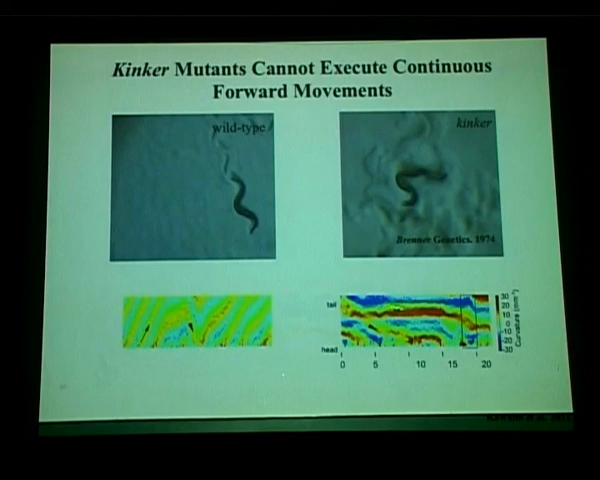 Kinker Mutants Cannot Execute Continuous
Forward Movements
wild-type
kinker
Brenner Genetics. 1974
tail
head
0 5 10 15 20
30
20
10
0
-10
-20
-30
Curvature (mm⁻¹)